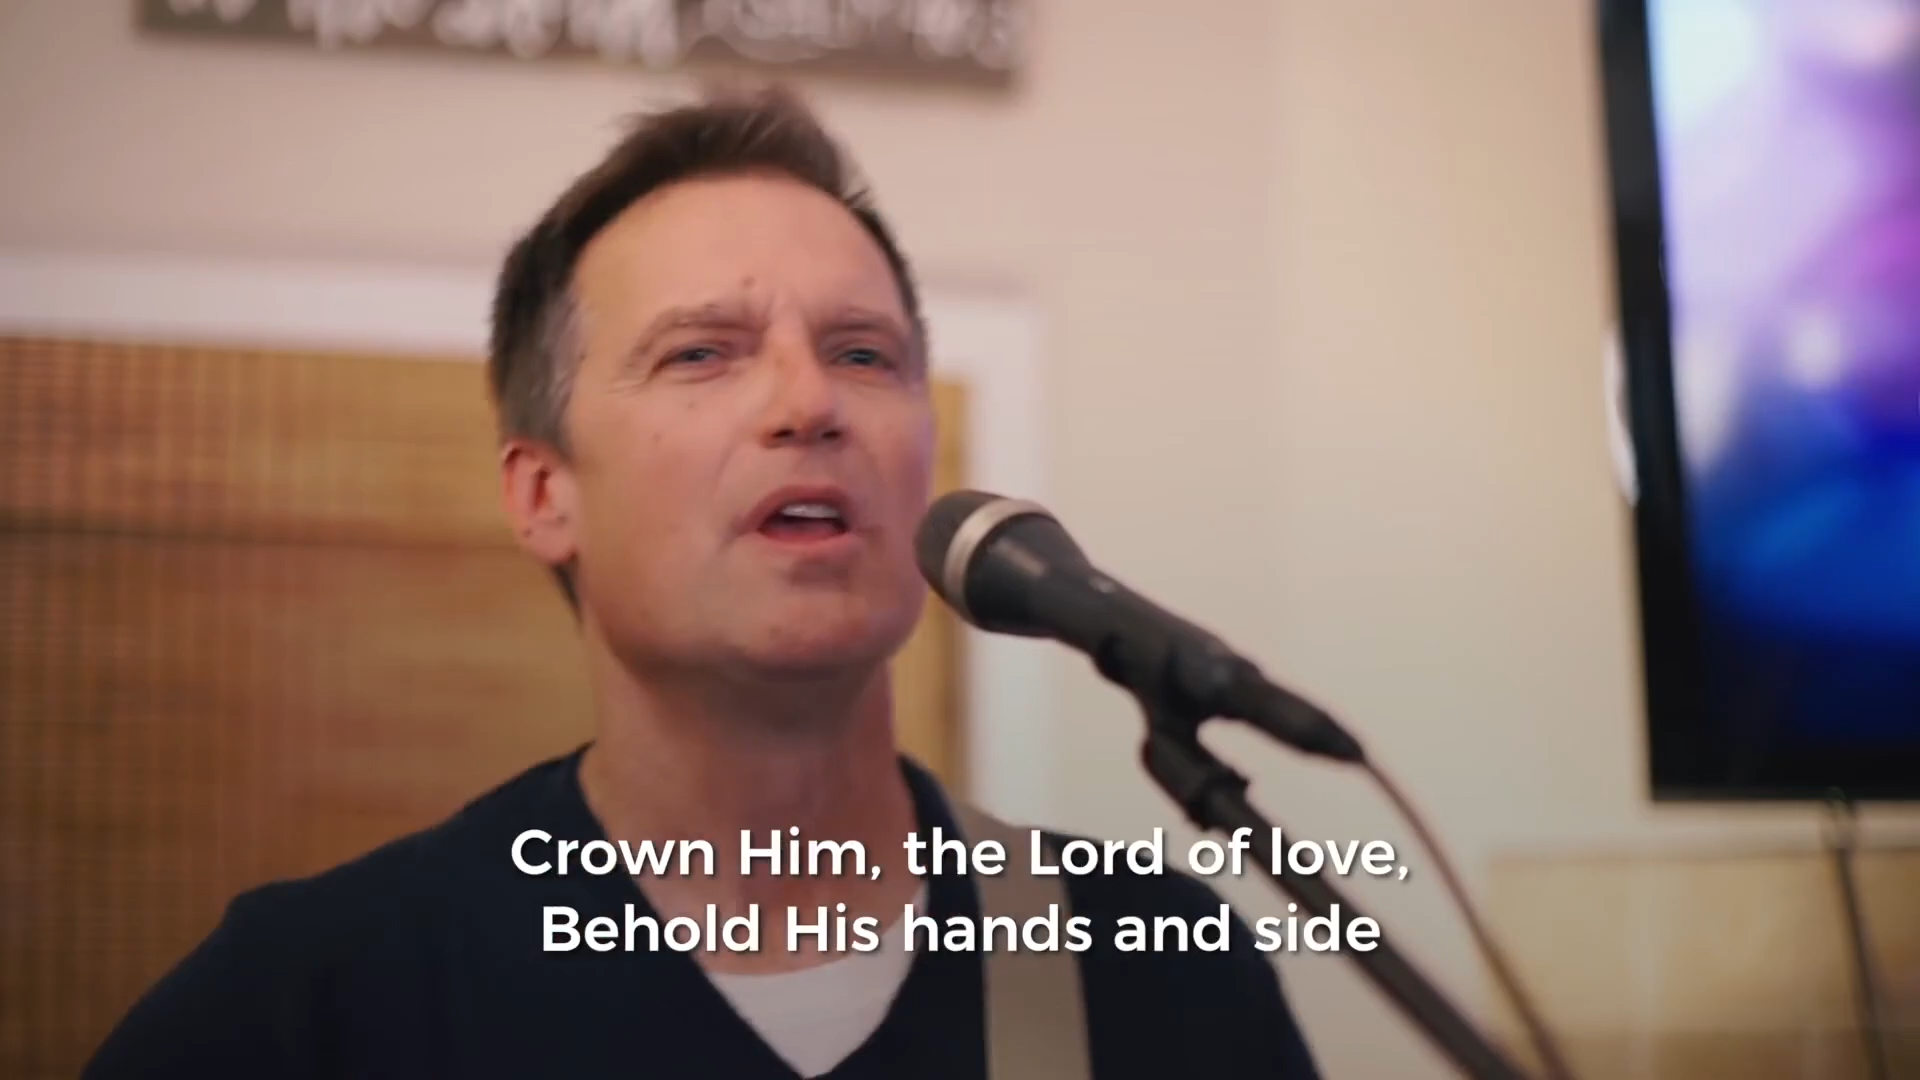 Crown Him, the Lord of love,
Behold His hands and side